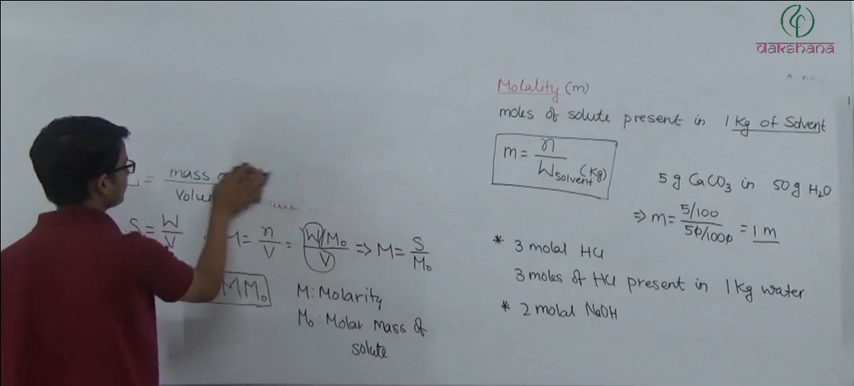 dakshana
= mass
Volu
S = W/V
M = n/V = W/M₀/V ⇒ M = S/M₀
MM₀
M: Molarity
M₀: Molar Mass of
solute
Molality (m)
moles of solute present in 1 Kg of Solvent
m = n/W solvent (Kg)
5 g CaCO₃ in 50 g H₂O
⇒ m = 5/100/50/1000 = 1 m
* 3 molal HCl
3 moles of HCl present in 1 Kg water
* 2 molal NaOH